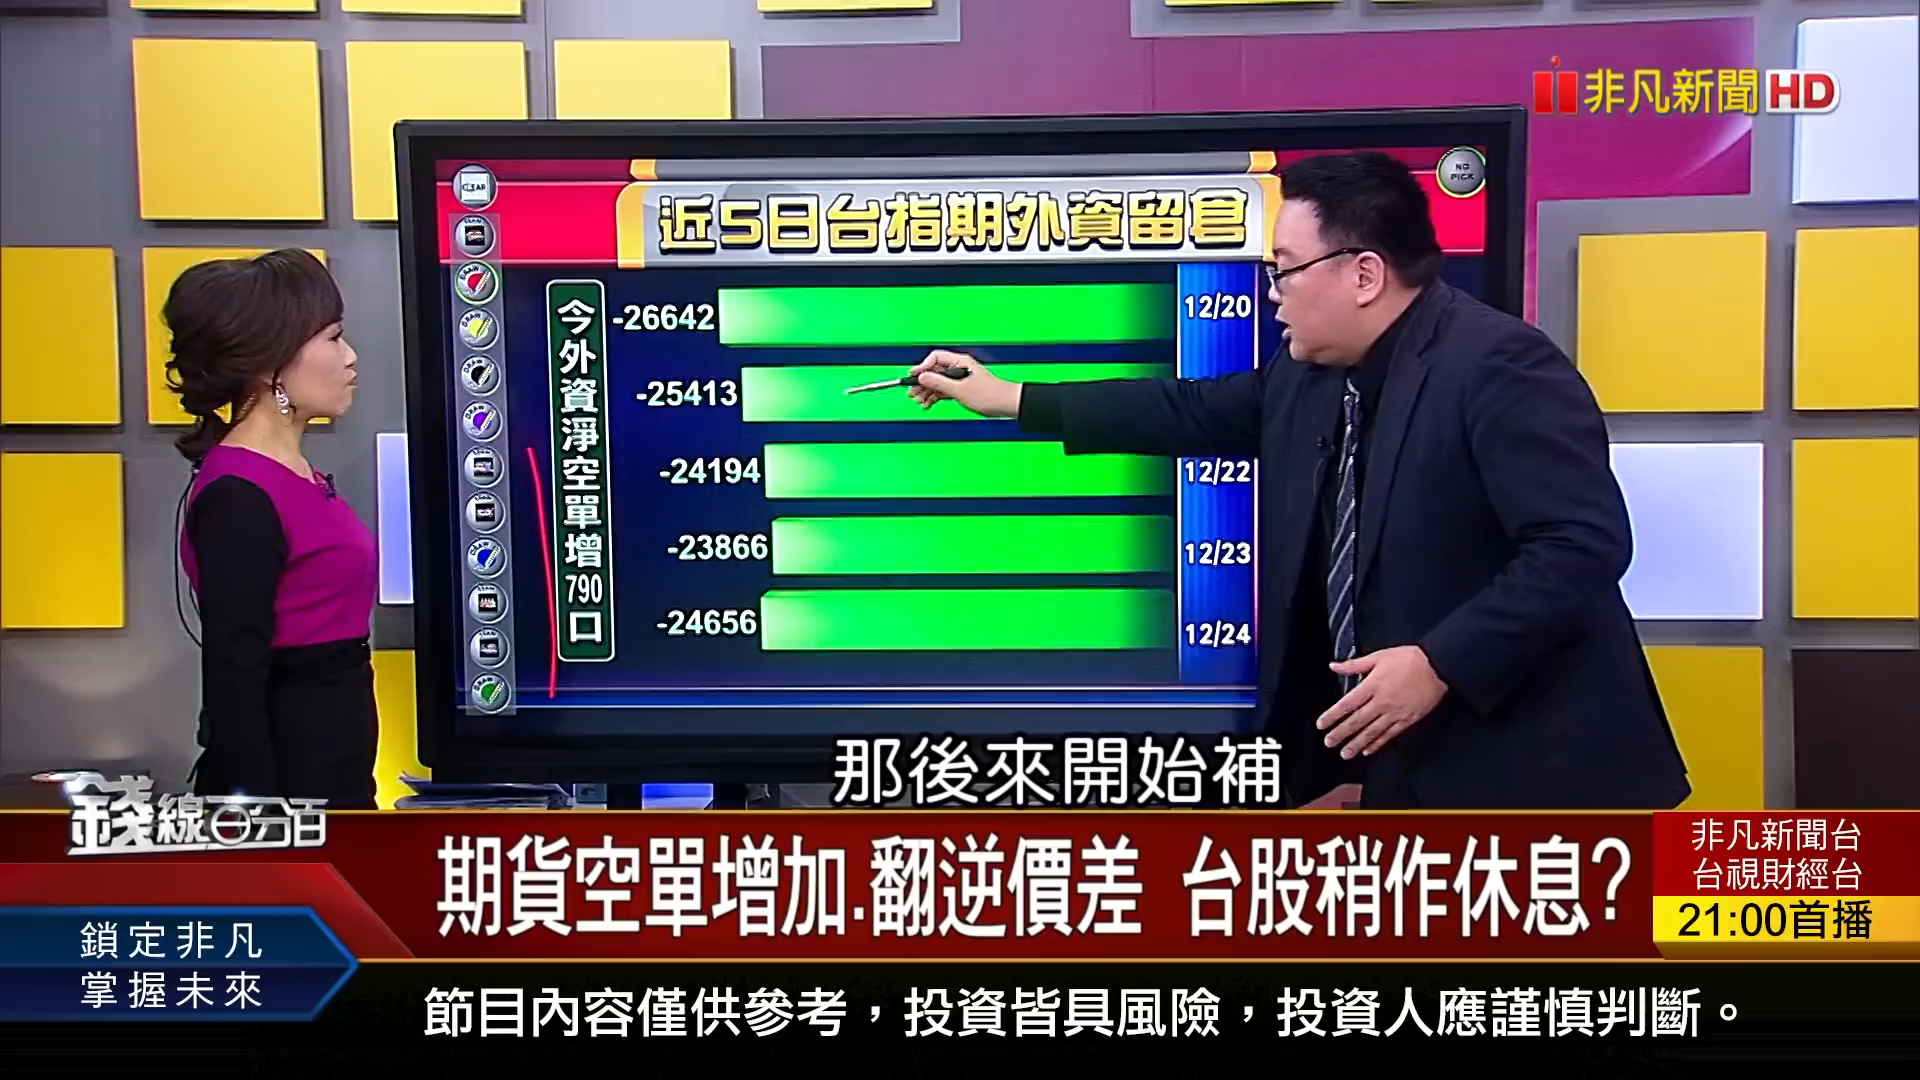 非凡新聞HD
CLEAR
NO PICK
近5日台指期外資留倉
今外資淨空單增790口
-26642 12/20
-25413
-24194 12/22
-23866 12/23
-24656 12/24
那後來開始補
錢線百分百
期貨空單增加.翻逆價差 台股稍作休息?
非凡新聞台
台視財經台
21:00首播
鎖定非凡
掌握未來
節目內容僅供參考，投資皆具風險，投資人應謹慎判斷。